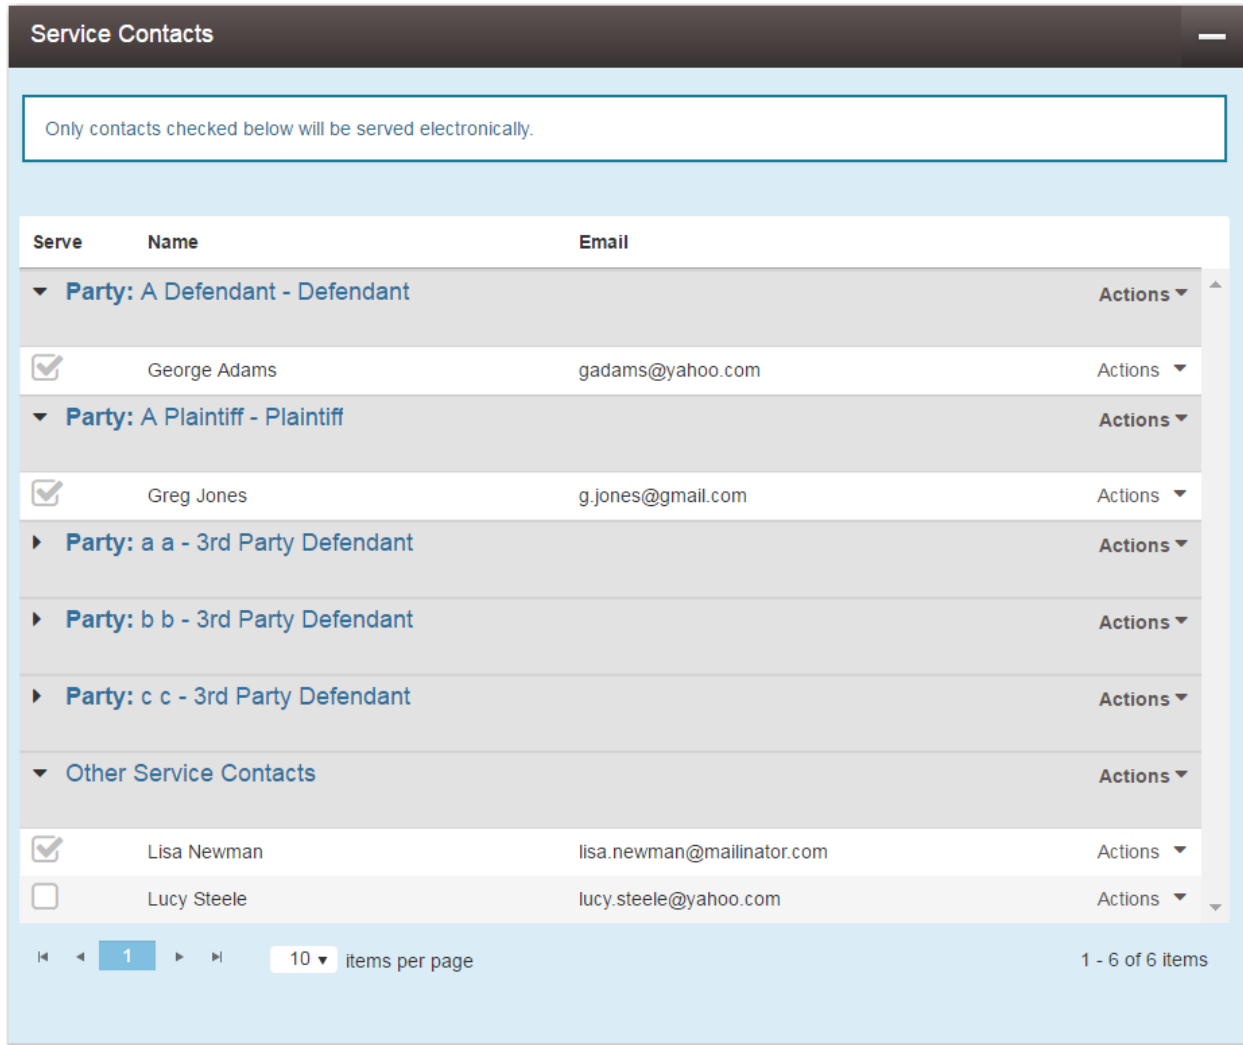 Service Contacts
Only contacts checked below will be served electronically.
Serve Name Email
Party: A Defendant - Defendant Actions
George Adams gadams@yahoo.com Actions
Party: A Plaintiff - Plaintiff Actions
Greg Jones g.jones@gmail.com Actions
Party: a a - 3rd Party Defendant Actions
Party: b b - 3rd Party Defendant Actions
Party: c c - 3rd Party Defendant Actions
Other Service Contacts Actions
Lisa Newman lisa.newman@mailinator.com Actions
Lucy Steele lucy.steele@yahoo.com Actions
1 10 items per page 1 - 6 of 6 items